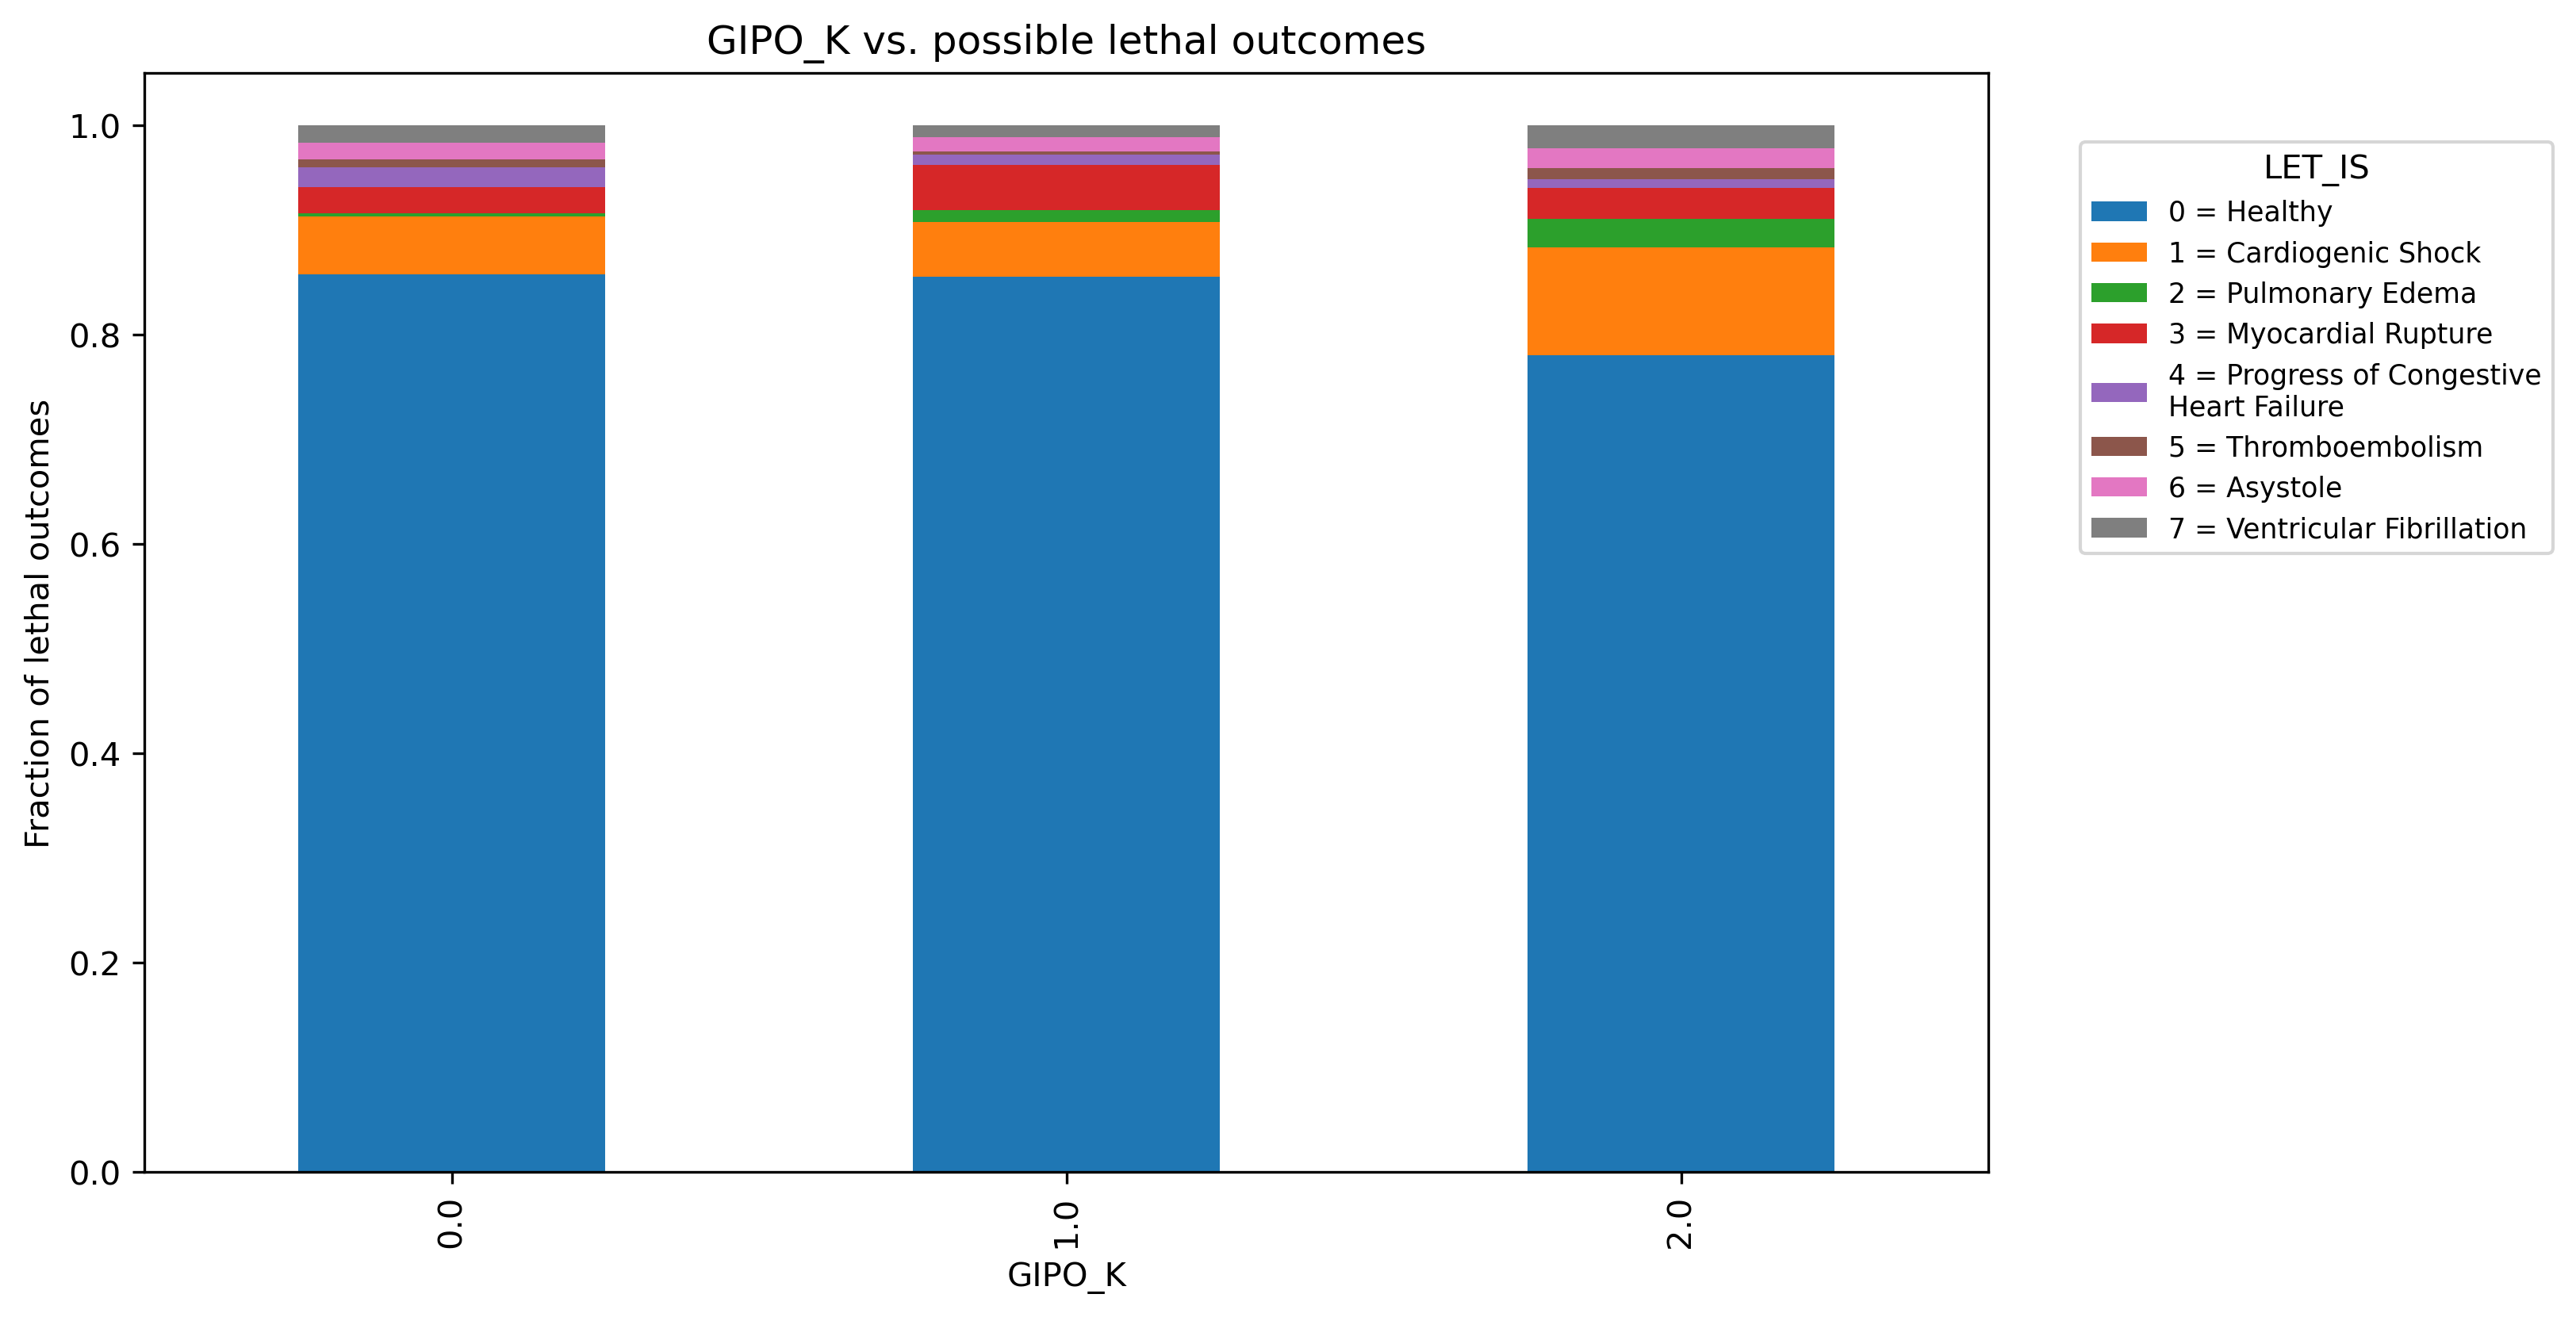 GIPO_K vs. possible lethal outcomes
Fraction of lethal outcomes
1.0
0.8
0.6
0.4
0.2
0.0
0.0
1.0
2.0
GIPO_K
LET_IS
0 = Healthy
1 = Cardiogenic Shock
2 = Pulmonary Edema
3 = Myocardial Rupture
4 = Progress of Congestive
Heart Failure
5 = Thromboembolism
6 = Asystole
7 = Ventricular Fibrillation